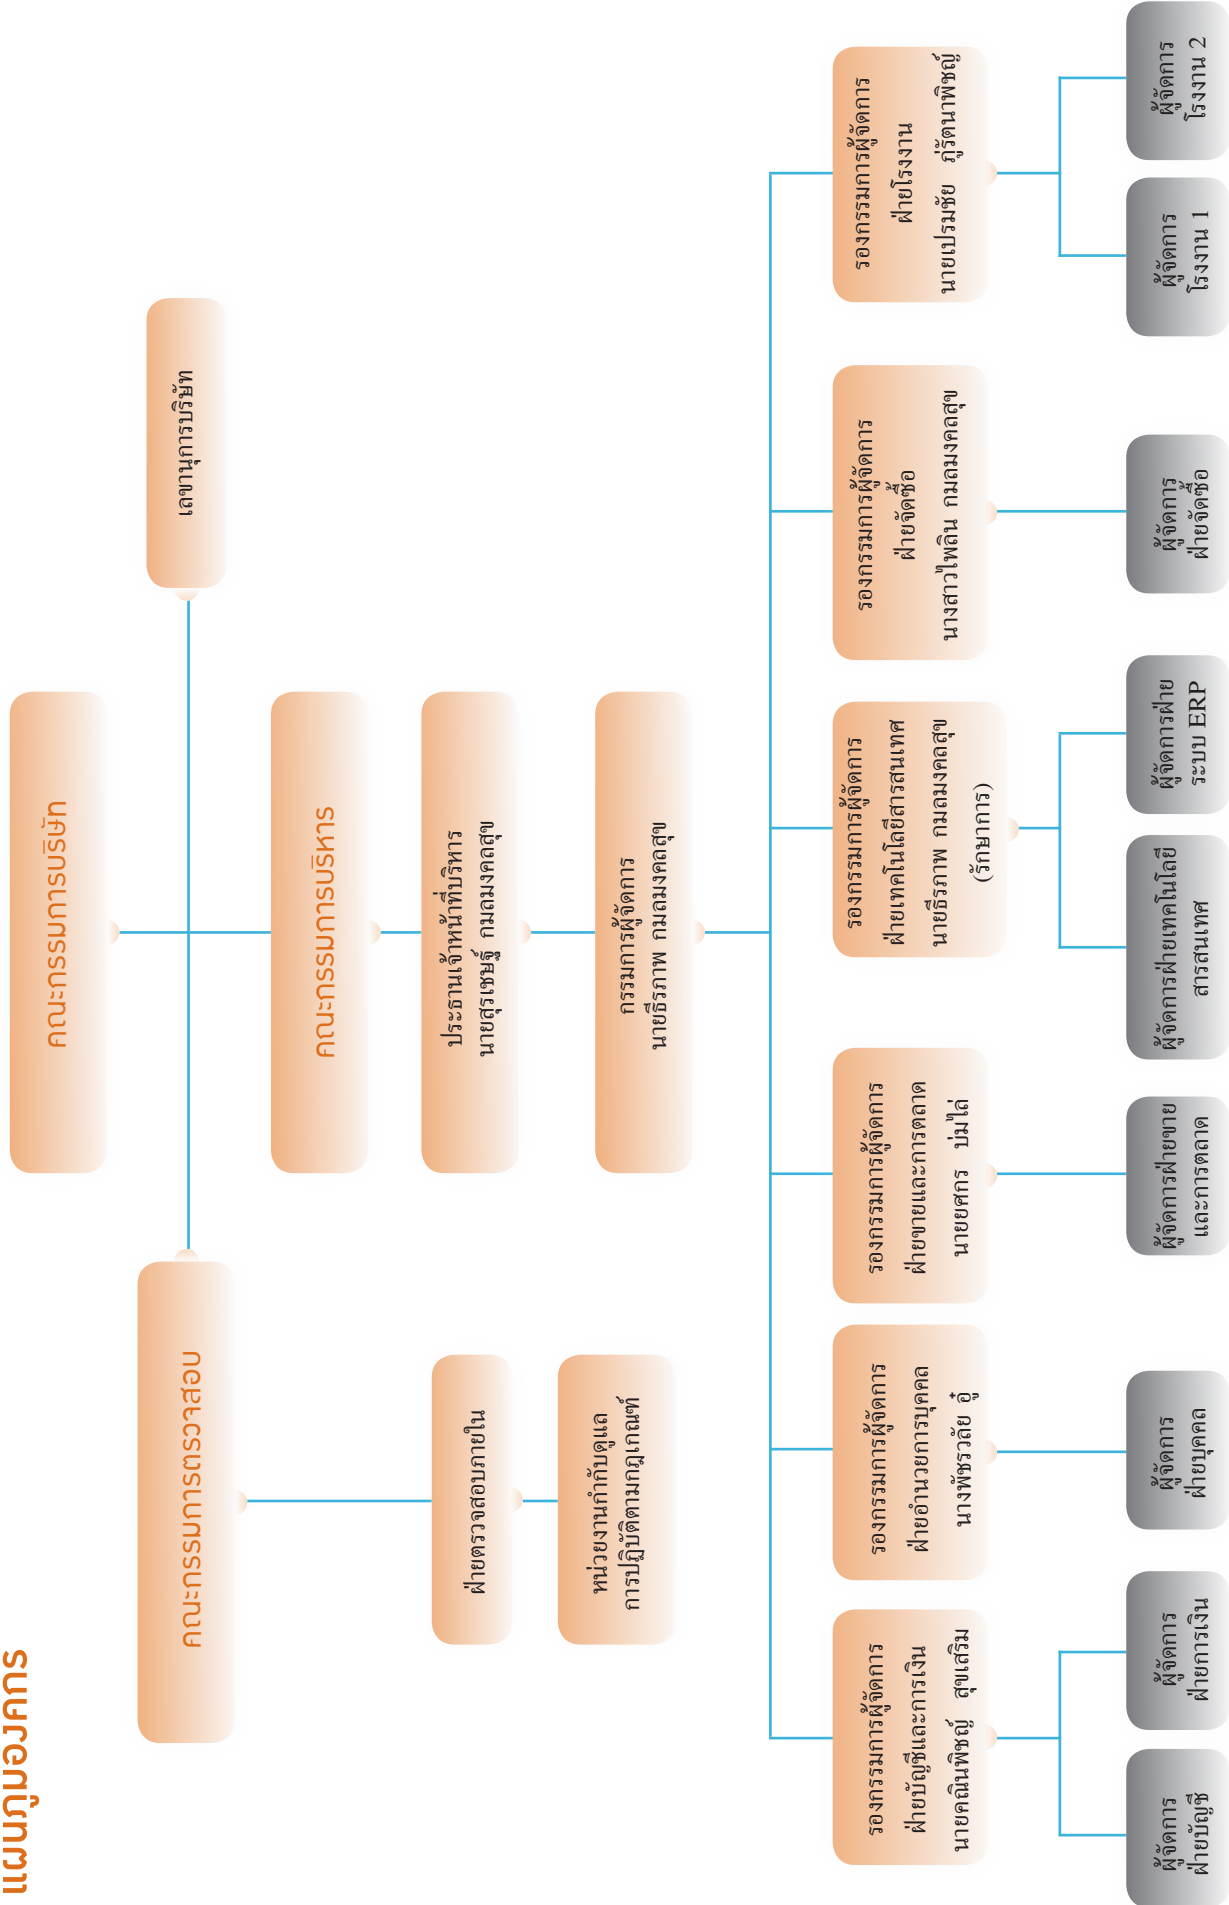 แผนภูมิองค์กร
คณะกรรมการบริษัท
คณะกรรมการตรวจสอบ
เลขานุการบริษัท
คณะกรรมการบริหาร
ฝ่ายตรวจสอบภายใน
ประธานเจ้าหน้าที่บริหาร
นายสุรเชษฐ์ กมลมงคลสุข
หน่วยงานกำกับดูแล
การปฏิบัติตามกฎเกณฑ์
กรรมการผู้จัดการ
นายธีรภาพ กมลมงคลสุข
รองกรรมการผู้จัดการ
ฝ่ายบัญชีและการเงิน
นายคณินพิชญ์ สุขเสริม
รองกรรมการผู้จัดการ
ฝ่ายอำนวยการบุคคล
นางพัชรวลัย อู๋
รองกรรมการผู้จัดการ
ฝ่ายขายและการตลาด
นายยศกร บ่มไล่
รองกรรมการผู้จัดการ
ฝ่ายเทคโนโลยีสารสนเทศ
นายธีรภาพ กมลมงคลสุข
(รักษาการ)
รองกรรมการผู้จัดการ
ฝ่ายจัดซื้อ
นางสาวไพลิน กมลมงคลสุข
รองกรรมการผู้จัดการ
ฝ่ายโรงงาน
นายเปรมชัย ภู่รัตนาพิชญ์
ผู้จัดการ
ฝ่ายบัญชี
ผู้จัดการ
ฝ่ายการเงิน
ผู้จัดการ
ฝ่ายบุคคล
ผู้จัดการฝ่ายขาย
และการตลาด
ผู้จัดการฝ่ายเทคโนโลยี
สารสนเทศ
ผู้จัดการฝ่าย
ระบบ ERP
ผู้จัดการ
ฝ่ายจัดซื้อ
ผู้จัดการ
โรงงาน 1
ผู้จัดการ
โรงงาน 2